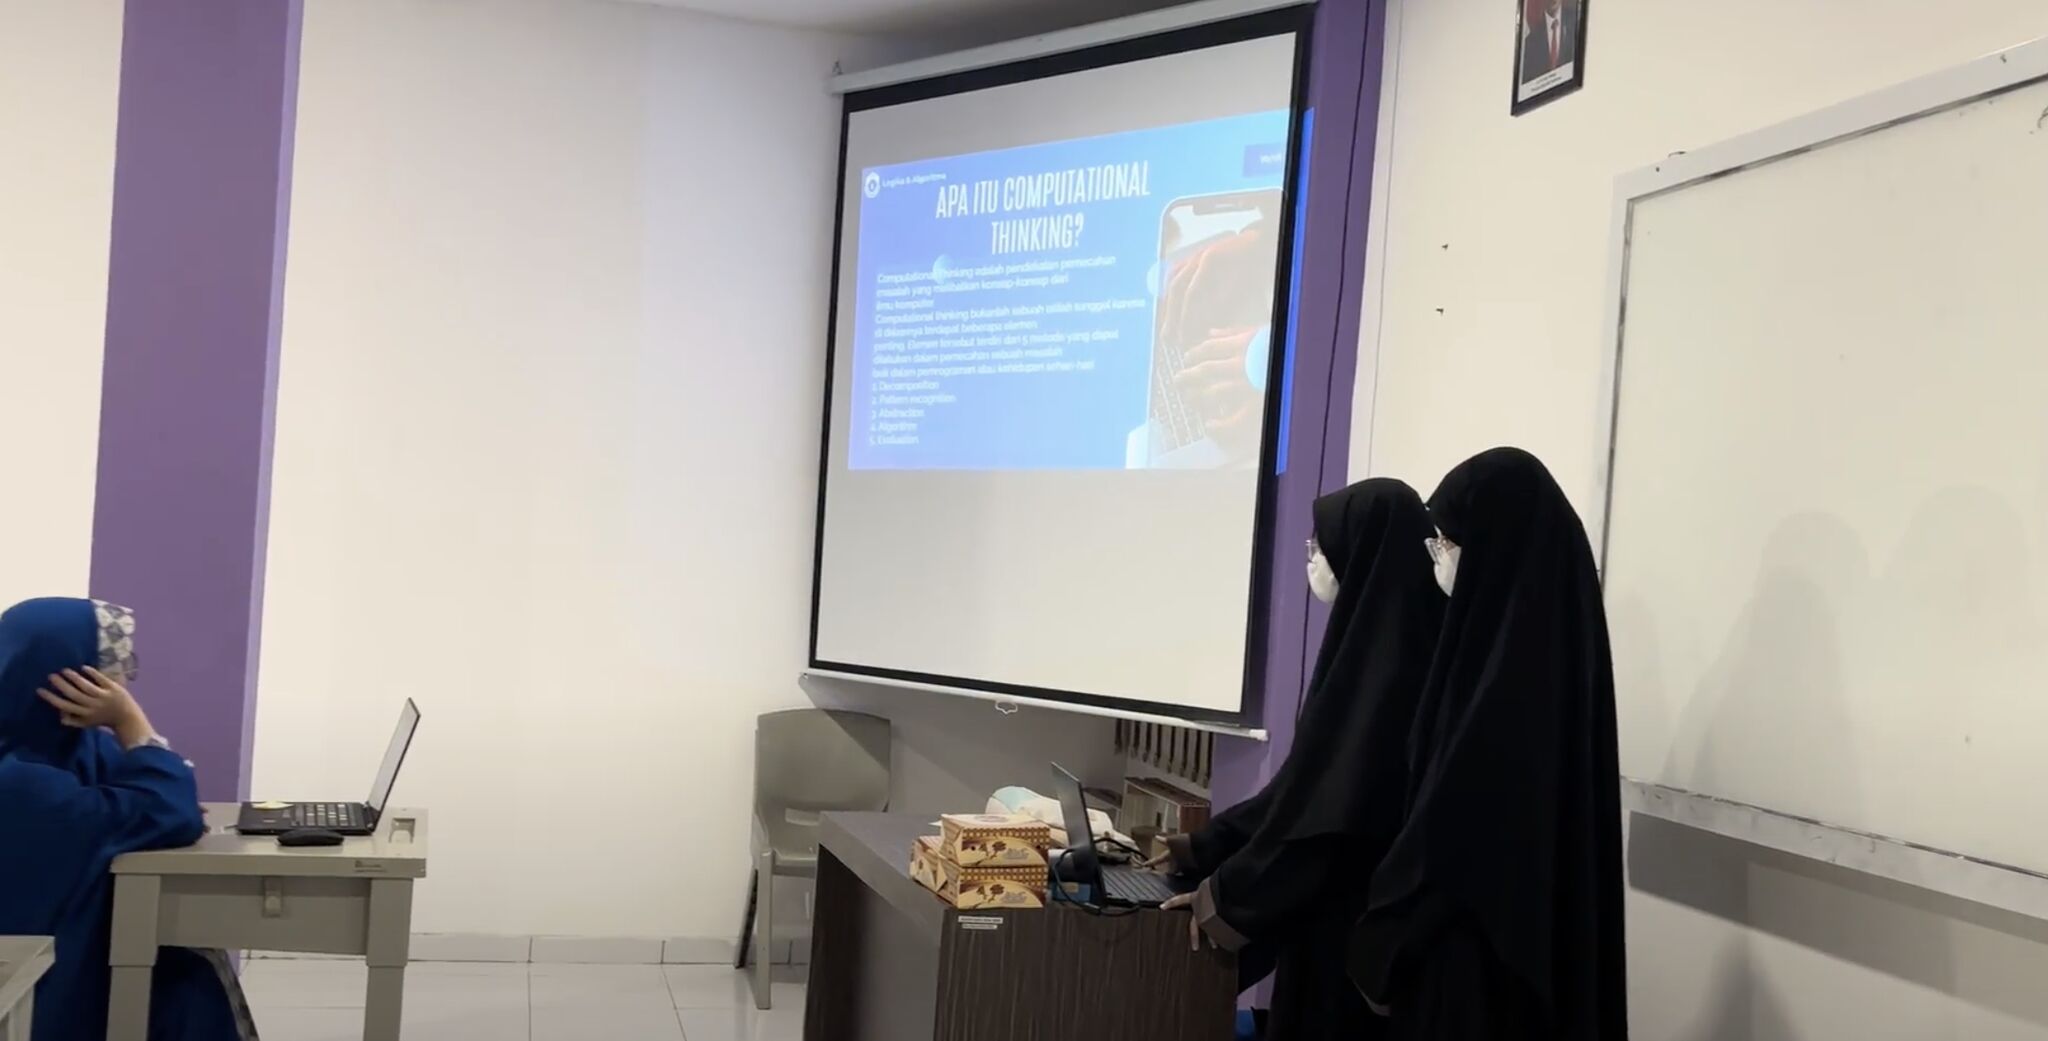 Logika & Algoritma
APA ITU COMPUTATIONAL
THINKING?
Computational Thinking adalah pendekatan pemecahan
masalah yang melibatkan konsep-konsep dari
ilmu komputer
Computational thinking bukanlah sebuah istilah tunggal karena
di dalamnya terdapat beberapa elemen
penting. Elemen tersebut terdiri dari 5 metode yang dapat
dilakukan dalam pemecahan sebuah masalah
baik dalam pemrograman atau kehidupan sehari-hari
1. Decomposition
2. Pattern recognition
3. Abstraction
4. Algorithm
5. Evaluation